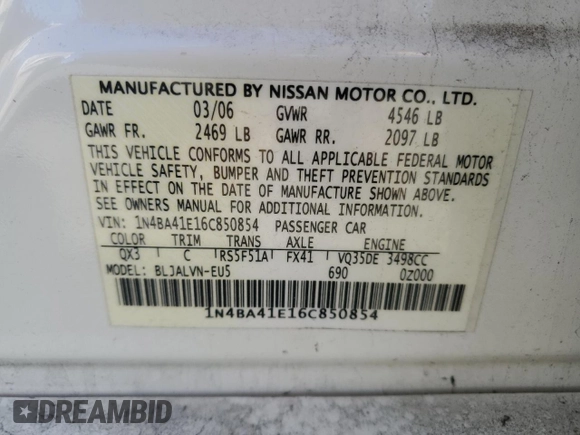 MANUFACTURED BY NISSAN MOTOR CO., LTD.
DATE 03/06 GVWR 4546 LB
GAWR FR. 2469 LB GAWR RR. 2097 LB
THIS VEHICLE CONFORMS TO ALL APPLICABLE FEDERAL MOTOR
VEHICLE SAFETY, BUMPER AND THEFT PREVENTION STANDARDS
IN EFFECT ON THE DATE OF MANUFACTURE SHOWN ABOVE.
SEE OWNERS MANUAL FOR ADDITIONAL INFORMATION.
VIN: 1N4BA41E16C850854 PASSENGER CAR
COLOR TRIM TRANS AXLE ENGINE
QX3 C RS5F51A FX41 VQ35DE 3498CC
MODEL: BLJALVN-EU5 690 0Z000
1N4BA41E16C850854
DREAMBID